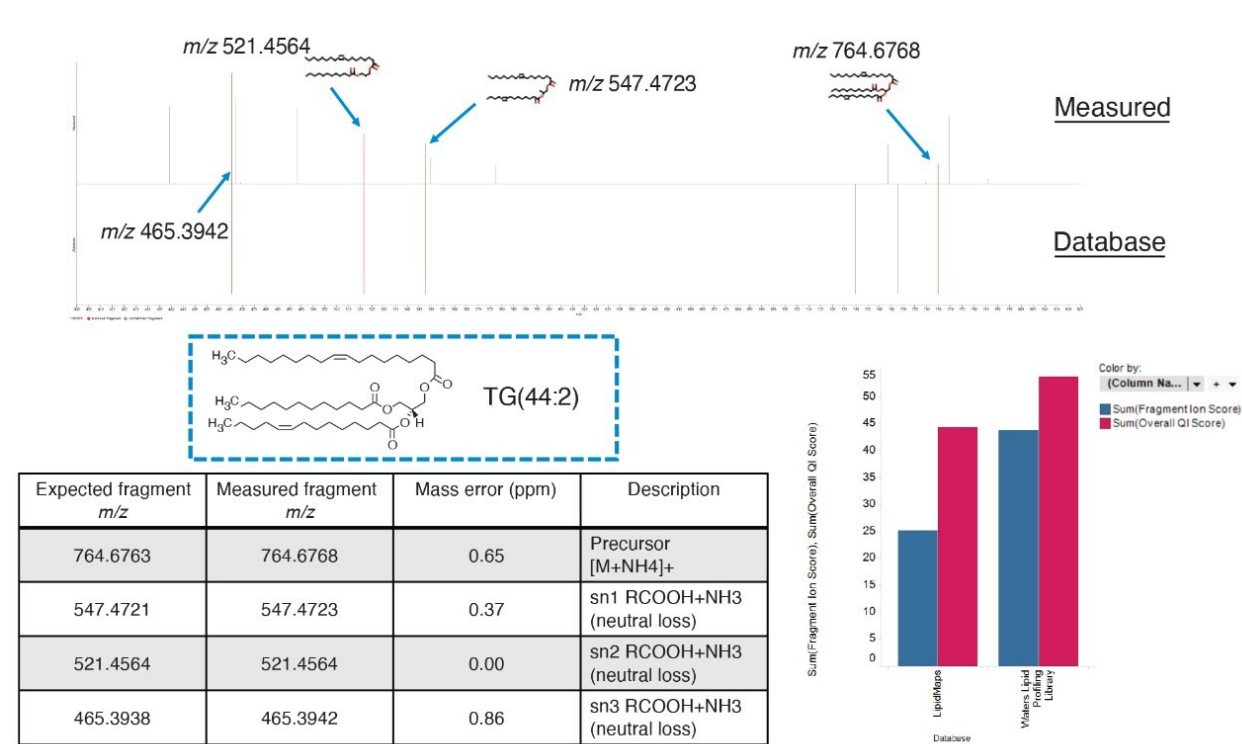 m/z 521.4564
m/z 764.6768
m/z 547.4723
Measured
m/z 465.3942
Database
H₃C
O
O
TG(44:2)
H₃C
O
O
H₃C
O
H
O
Expected fragment
m/z
Measured fragment
m/z
Mass error (ppm)
Description
764.6763
764.6768
0.65
Precursor
[M+NH4]+
547.4721
547.4723
0.37
sn1 RCOOH+NH3
(neutral loss)
521.4564
521.4564
0.00
sn2 RCOOH+NH3
(neutral loss)
465.3938
465.3942
0.86
sn3 RCOOH+NH3
(neutral loss)
Sum(Fragment Ion Score), Sum(Overall QI Score)
55
50
45
40
35
30
25
20
15
10
5
0
LipidMaps
Waters Lipid
Profiling
Library
Database
Color by:
(Column Na...
+
Sum(Fragment Ion Score)
Sum(Overall QI Score)